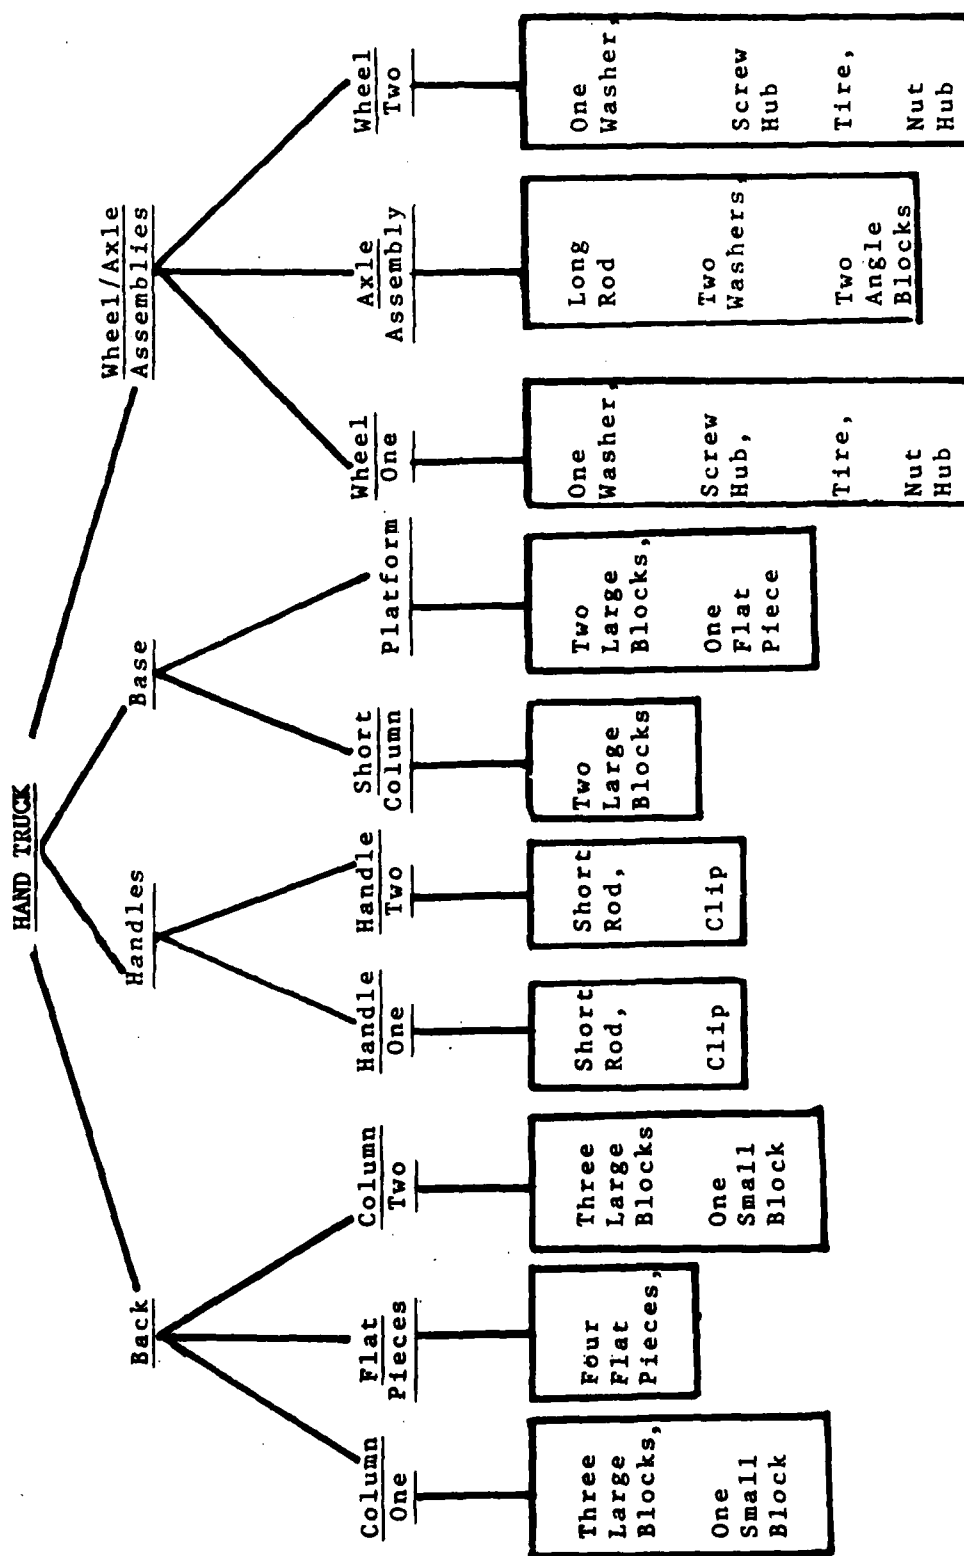 HAND TRUCK
Back
Handles
Base
Wheel/Axle
Assemblies
Column
One
Flat
Pieces
Column
Two
Handle
One
Handle
Two
Short
Column
Platform
Wheel
One
Axle
Assembly
Wheel
Two
Three
Large
Blocks,
One
Small
Block
Four
Flat
Pieces,
Three
Large
Blocks
One
Small
Block
Short
Rod,
Clip
Short
Rod,
Clip
Two
Large
Blocks
Two
Large
Blocks,
One
Flat
Piece
One
Washer,
Screw
Hub,
Tire,
Nut
Hub
Long
Rod
Two
Washers,
Two
Angle
Blocks
One
Washer,
Screw
Hub
Tire,
Nut
Hub